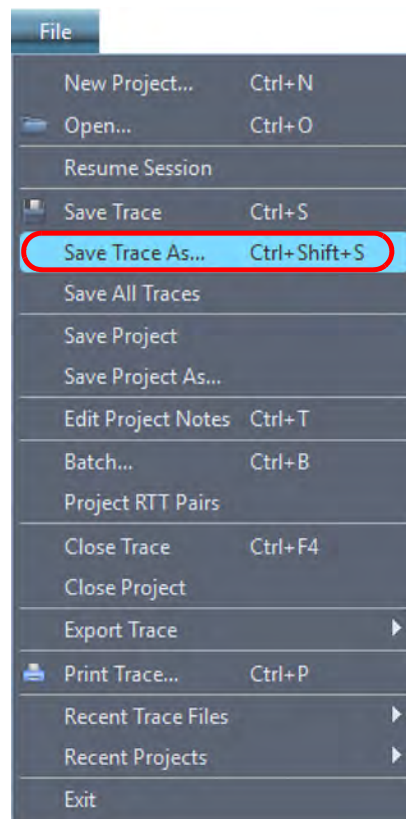 File
New Project... Ctrl+N
Open... Ctrl+O
Resume Session
Save Trace Ctrl+S
Save Trace As... Ctrl+Shift+S
Save All Traces
Save Project
Save Project As...
Edit Project Notes Ctrl+T
Batch... Ctrl+B
Project RTT Pairs
Close Trace Ctrl+F4
Close Project
Export Trace
Print Trace... Ctrl+P
Recent Trace Files
Recent Projects
Exit